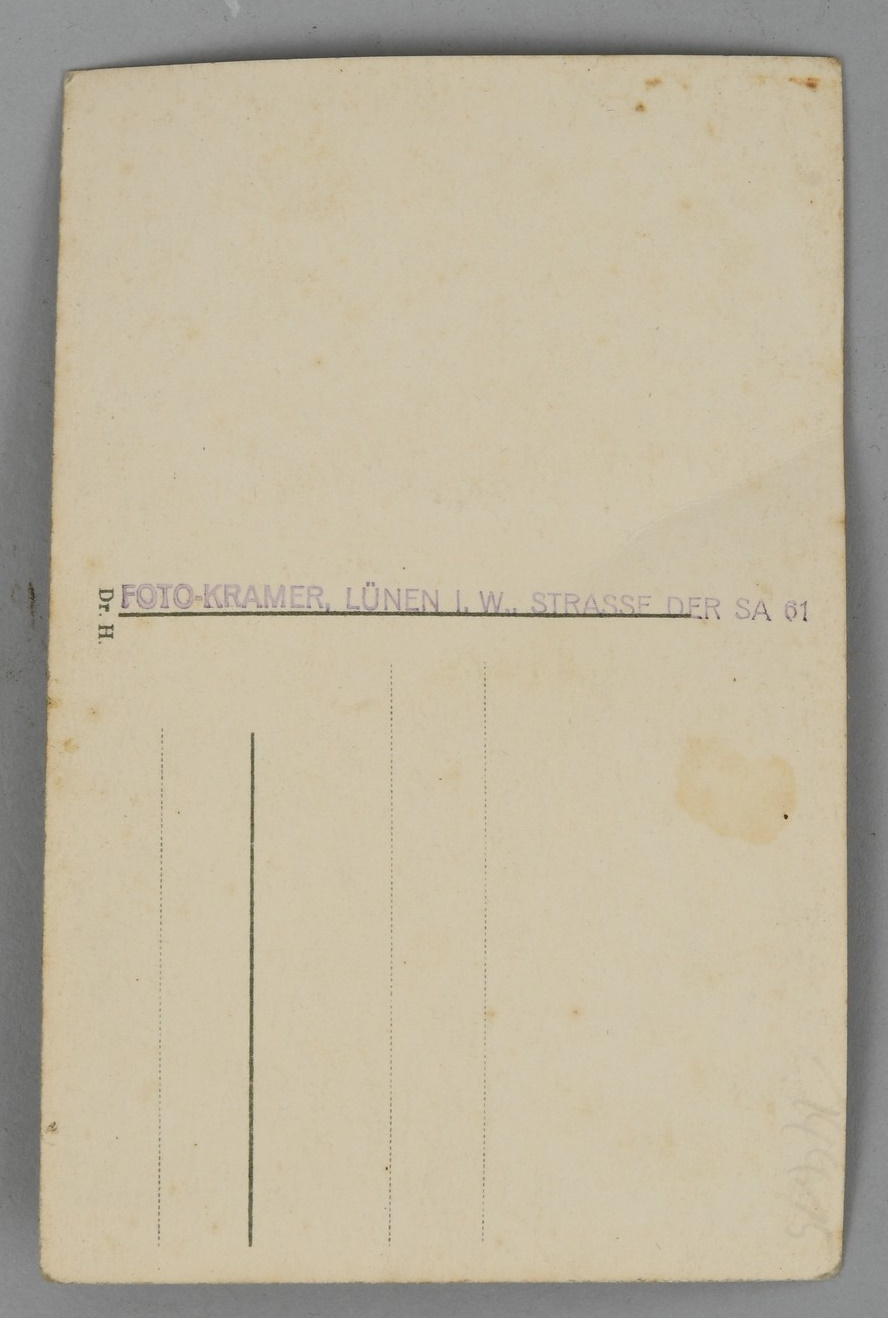 FOTO-KRAMER, LÜNEN I. W., STRASSE DER SA 61
Dr. H.